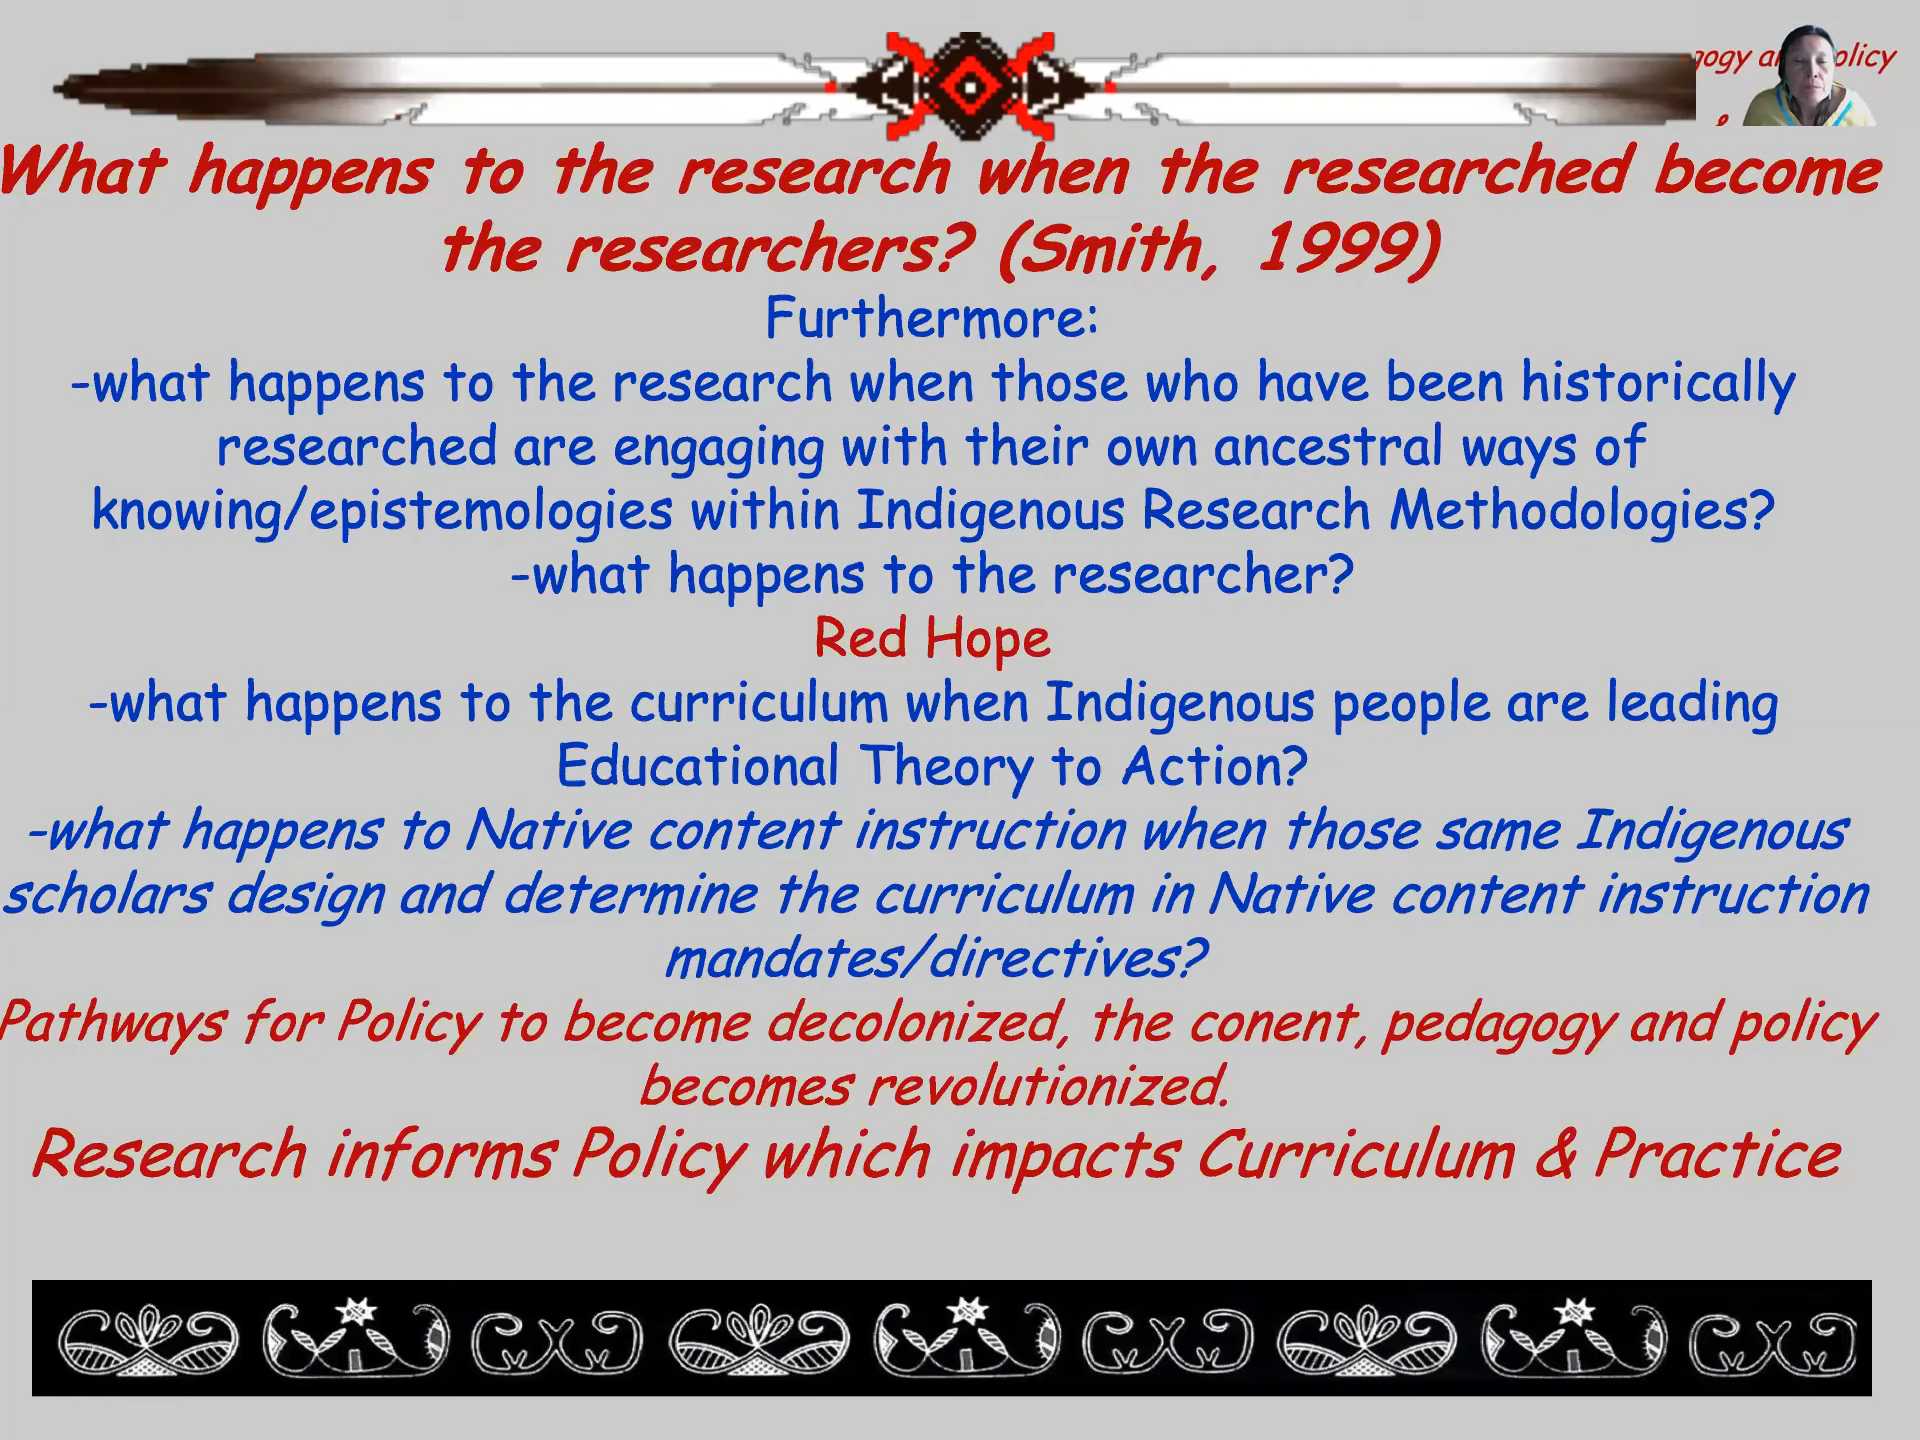 gogy an olicy
&
What happens to the research when the researched become
the researchers? (Smith, 1999)
Furthermore:
-what happens to the research when those who have been historically
researched are engaging with their own ancestral ways of
knowing/epistemologies within Indigenous Research Methodologies?
-what happens to the researcher?
Red Hope
-what happens to the curriculum when Indigenous people are leading
Educational Theory to Action?
-what happens to Native content instruction when those same Indigenous
scholars design and determine the curriculum in Native content instruction
mandates/directives?
Pathways for Policy to become decolonized, the conent, pedagogy and policy
becomes revolutionized.
Research informs Policy which impacts Curriculum & Practice